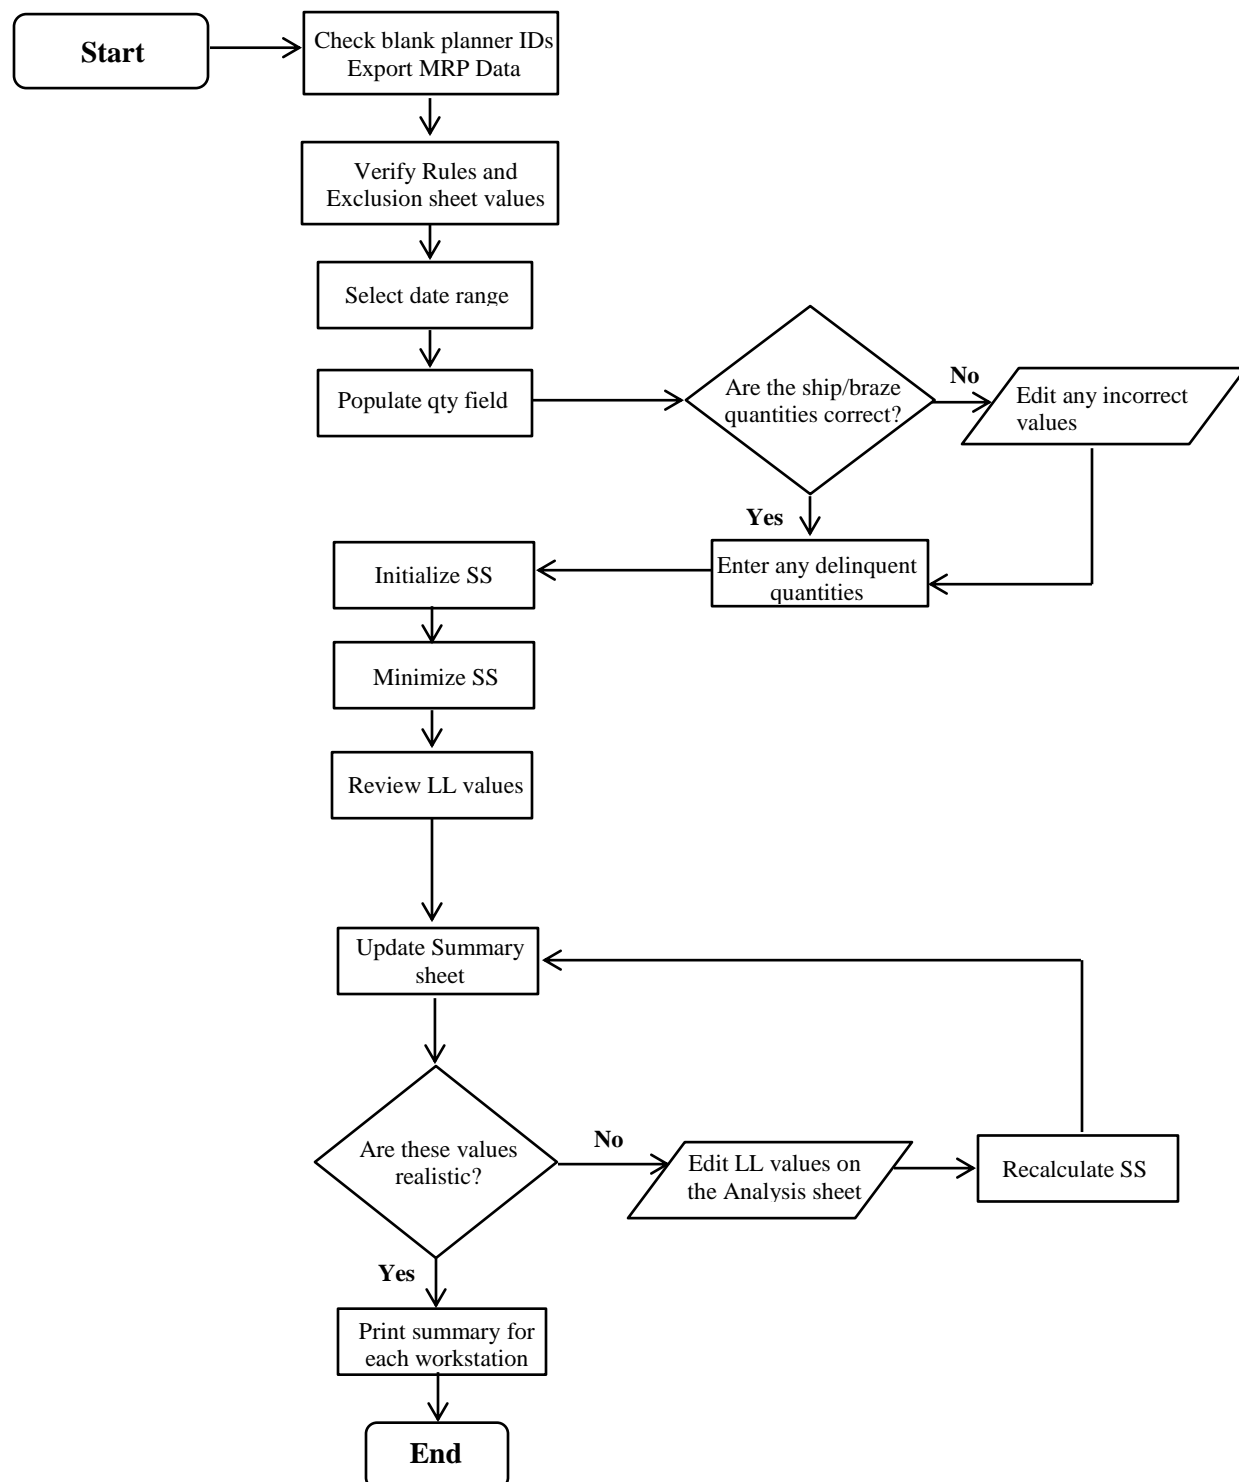 Start
Check blank planner IDs
Export MRP Data
Verify Rules and
Exclusion sheet values
Select date range
Populate qty field
Are the ship/braze
quantities correct?
No
Edit any incorrect
values
Yes
Enter any delinquent
quantities
Initialize SS
Minimize SS
Review LL values
Update Summary
sheet
Are these values
realistic?
No
Edit LL values on
the Analysis sheet
Recalculate SS
Yes
Print summary for
each workstation
End